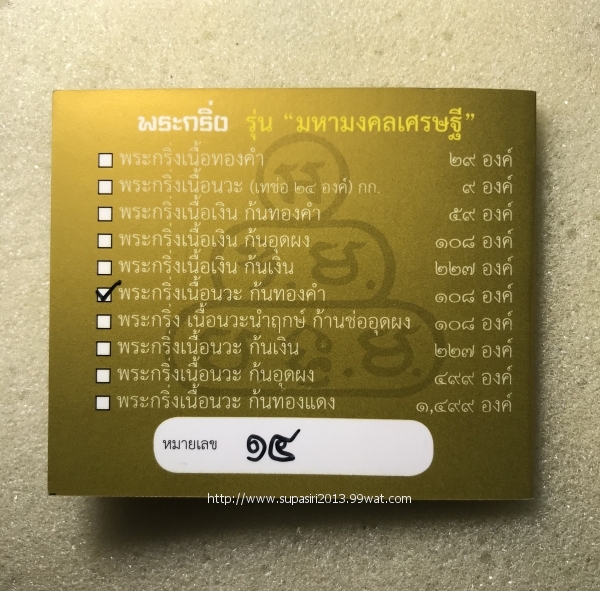 พระกริ่ง รุ่น “มหามงคลเศรษฐี”
พระกริ่งเนื้อทองคำ ๒๙ องค์
พระกริ่งเนื้อนวะ (เทช่อ ๒๔ องค์) กก. ๙ องค์
พระกริ่งเนื้อเงิน ก้นทองคำ ๕๙ องค์
พระกริ่งเนื้อเงิน ก้นอุดผง ๑๐๘ องค์
พระกริ่งเนื้อเงิน ก้นเงิน ๒๒๗ องค์
พระกริ่งเนื้อนวะ ก้นทองคำ ๑๐๘ องค์
พระกริ่ง เนื้อนวะนำฤกษ์ ก้านช่ออุดผง ๑๐๘ องค์
พระกริ่งเนื้อนวะ ก้นเงิน ๒๒๗ องค์
พระกริ่งเนื้อนวะ ก้นอุดผง ๔๙๙ องค์
พระกริ่งเนื้อนวะ ก้นทองแดง ๑,๔๙๙ องค์
หมายเลข ๑๕
http://www.supasiri2013.99wat.com